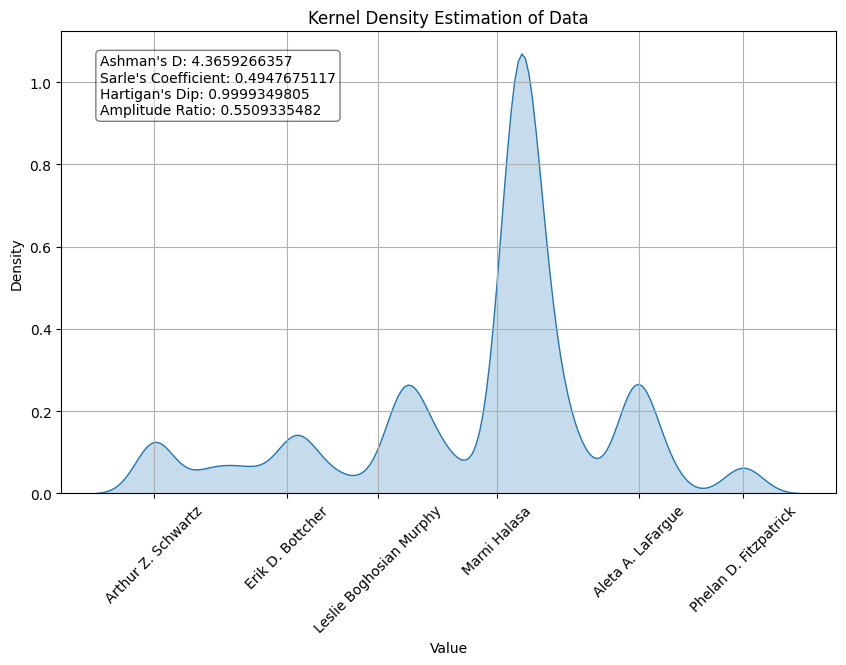 Kernel Density Estimation of Data
Ashman's D: 4.3659266357
Sarle's Coefficient: 0.4947675117
Hartigan's Dip: 0.9999349805
Amplitude Ratio: 0.5509335482
Density
1.0
0.8
0.6
0.4
0.2
0.0
Arthur Z. Schwartz
Erik D. Bottcher
Leslie Boghosian Murphy
Marni Halasa
Aleta A. LaFargue
Phelan D. Fitzpatrick
Value